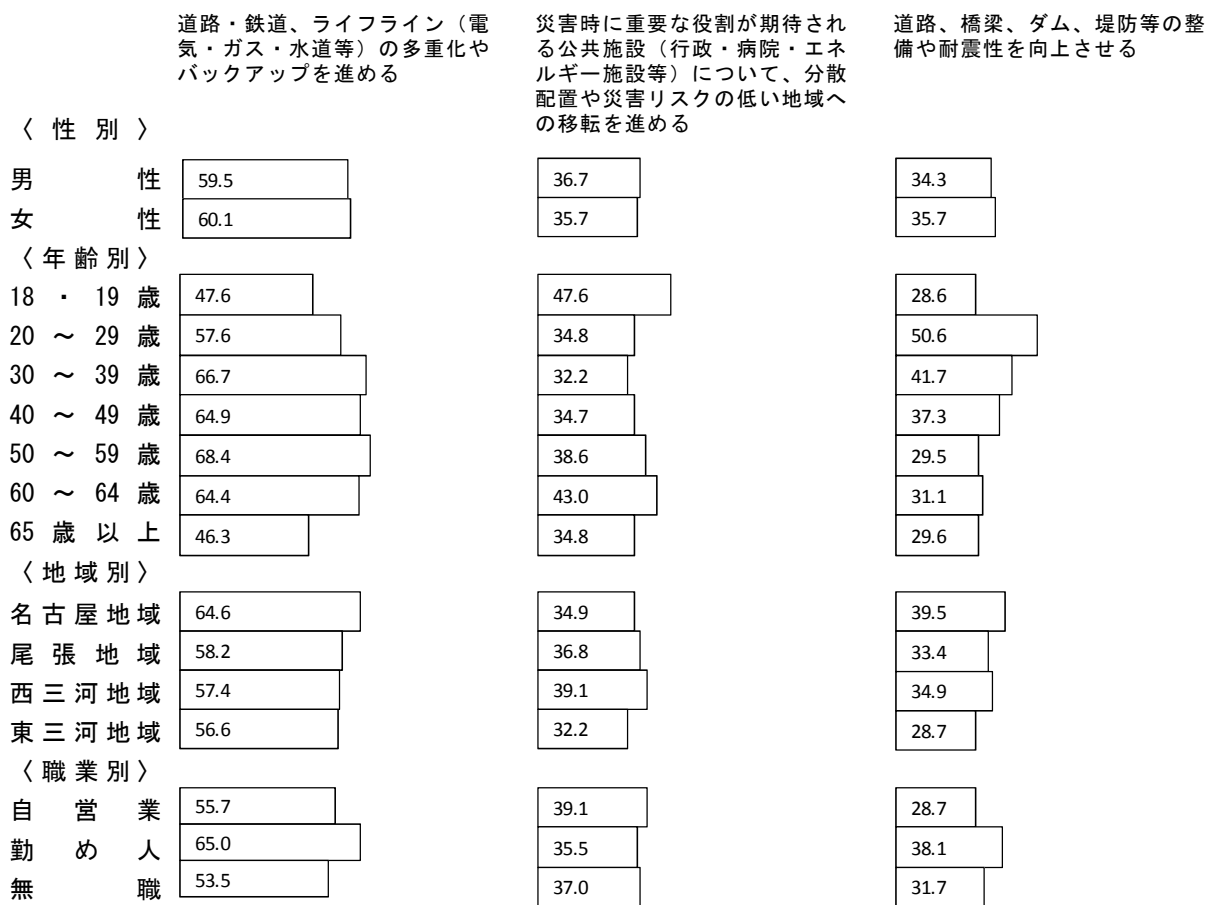 道路・鉄道、ライフライン（電
気・ガス・水道等）の多重化や
バックアップを進める
災害時に重要な役割が期待され
る公共施設（行政・病院・エネ
ルギー施設等）について、分散
配置や災害リスクの低い地域へ
の移転を進める
道路、橋梁、ダム、堤防等の整
備や耐震性を向上させる
〈性別〉
男性 59.5 36.7 34.3
女性 60.1 35.7 35.7
〈年齢別〉
18・19歳 47.6 47.6 28.6
20～29歳 57.6 34.8 50.6
30～39歳 66.7 32.2 41.7
40～49歳 64.9 34.7 37.3
50～59歳 68.4 38.6 29.5
60～64歳 64.4 43.0 31.1
65歳以上 46.3 34.8 29.6
〈地域別〉
名古屋地域 64.6 34.9 39.5
尾張地域 58.2 36.8 33.4
西三河地域 57.4 39.1 34.9
東三河地域 56.6 32.2 28.7
〈職業別〉
自営業 55.7 39.1 28.7
勤め人 65.0 35.5 38.1
無職 53.5 37.0 31.7